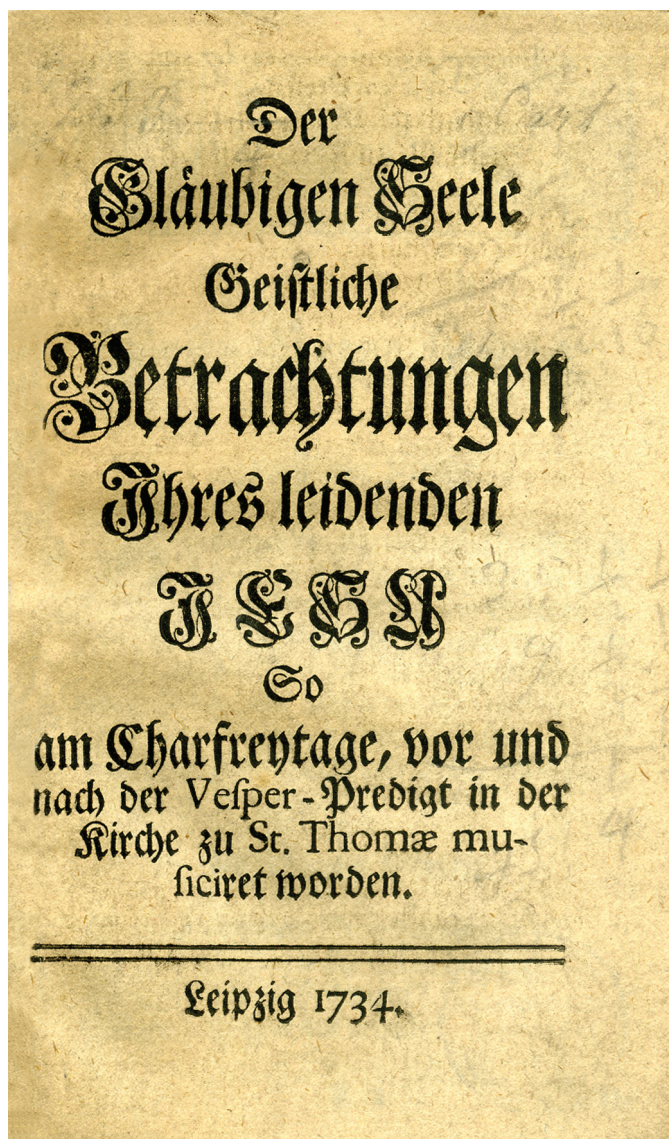 Der
Gläubigen Seele
Geiſtliche
Betrachtungen
Ihres leidenden
JESU
So
am Charfreytage, vor und
nach der Veſper-Predigt in der
Kirche zu St. Thomæ mu-
ſiciret worden.
Leipzig 1734.